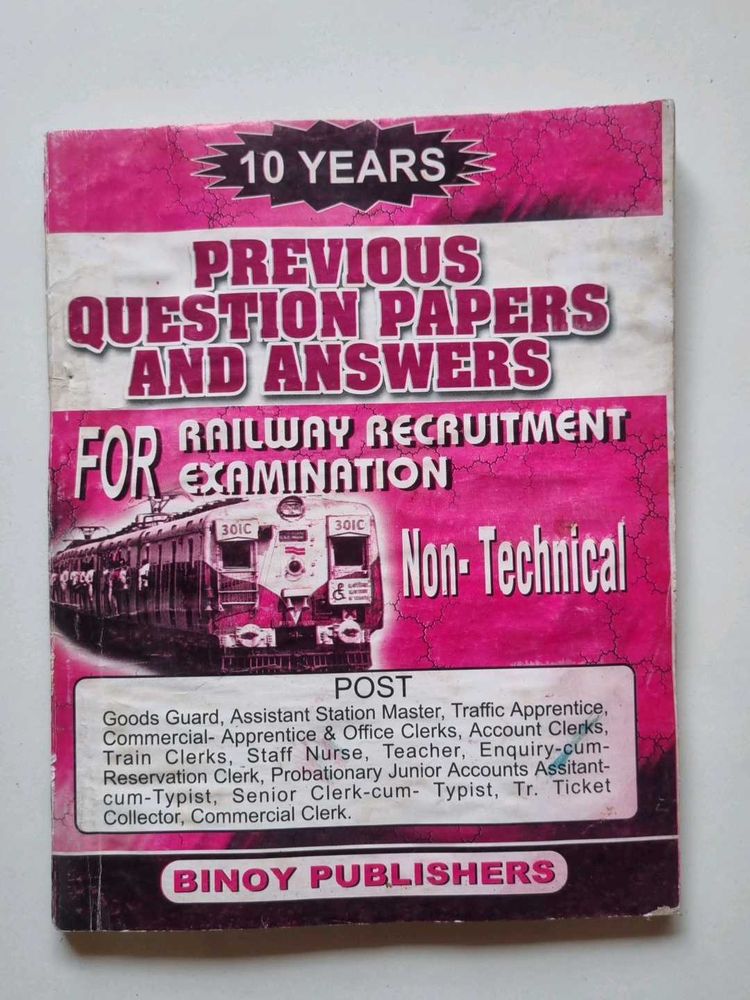 10 YEARS
PREVIOUS
QUESTION PAPERS
AND ANSWERS
FOR RAILWAY RECRUITMENT
EXAMINATION
301C 301C
Non- Technical
POST
Goods Guard, Assistant Station Master, Traffic Apprentice,
Commercial- Apprentice & Office Clerks, Account Clerks,
Train Clerks, Staff Nurse, Teacher, Enquiry-cum-
Reservation Clerk, Probationary Junior Accounts Assitant-
cum-Typist, Senior Clerk-cum- Typist, Tr. Ticket
Collector, Commercial Clerk.
BINOY PUBLISHERS